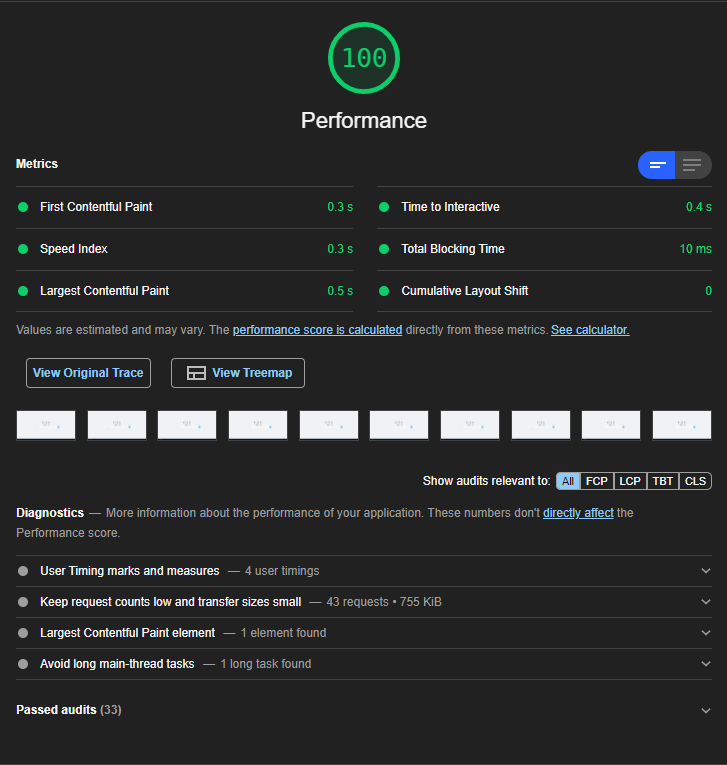 100
Performance
Metrics
First Contentful Paint 0.3 s
Time to Interactive 0.4 s
Speed Index 0.3 s
Total Blocking Time 10 ms
Largest Contentful Paint 0.5 s
Cumulative Layout Shift 0
Values are estimated and may vary. The performance score is calculated directly from these metrics. See calculator.
View Original Trace View Treemap
Show audits relevant to: All FCP LCP TBT CLS
Diagnostics — More information about the performance of your application. These numbers don't directly affect the
Performance score.
User Timing marks and measures — 4 user timings
Keep request counts low and transfer sizes small — 43 requests • 755 KiB
Largest Contentful Paint element — 1 element found
Avoid long main-thread tasks — 1 long task found
Passed audits (33)